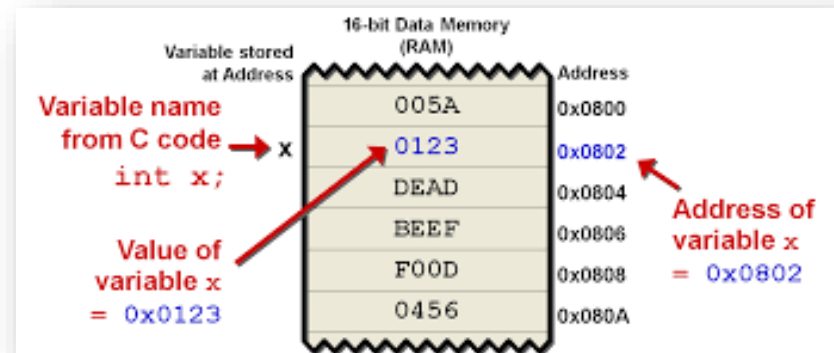 16-bit Data Memory
(RAM)
Variable stored
at Address
Address
Variable name
from C code
int x;
x
005A
0x0800
0123
0x0802
DEAD
0x0804
BEEF
0x0806
F00D
0x0808
0456
0x080A
Value of
variable x
= 0x0123
Address of
variable x
= 0x0802